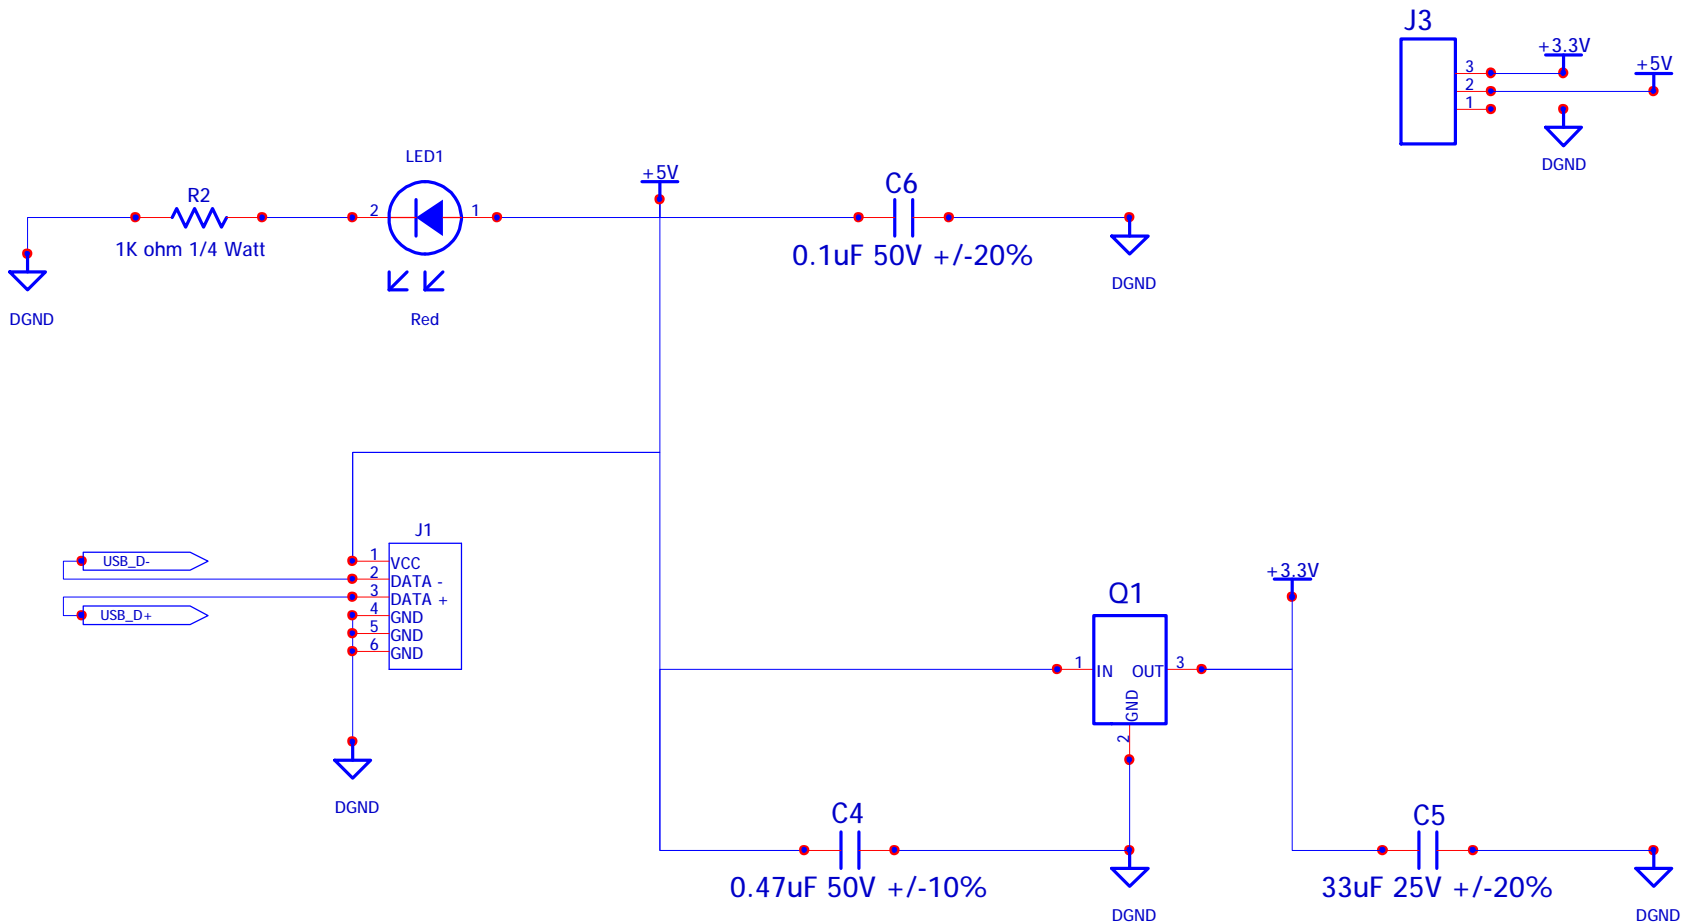 J3
+3.3V
+5V
3
2
1
DGND
LED1
R2
2
1
1K ohm 1/4 Watt
Red
DGND
+5V
C6
0.1uF 50V +/-20%
DGND
J1
USB_D-
USB_D+
1 VCC
2 DATA -
3 DATA +
4 GND
5 GND
6 GND
DGND
+3.3V
Q1
1 IN OUT 3
GND
2
C4
0.47uF 50V +/-10%
DGND
C5
33uF 25V +/-20%
DGND